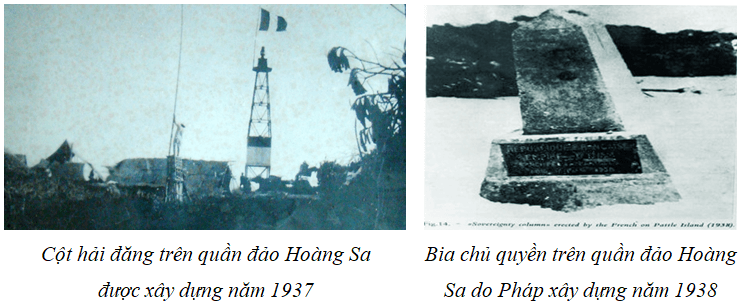 Fig.14. — «Sovereignty column» erected by the French on Pattle Island (1938).
Cột hải đăng trên quần đảo Hoàng Sa
được xây dựng năm 1937
Bia chủ quyền trên quần đảo Hoàng
Sa do Pháp xây dựng năm 1938